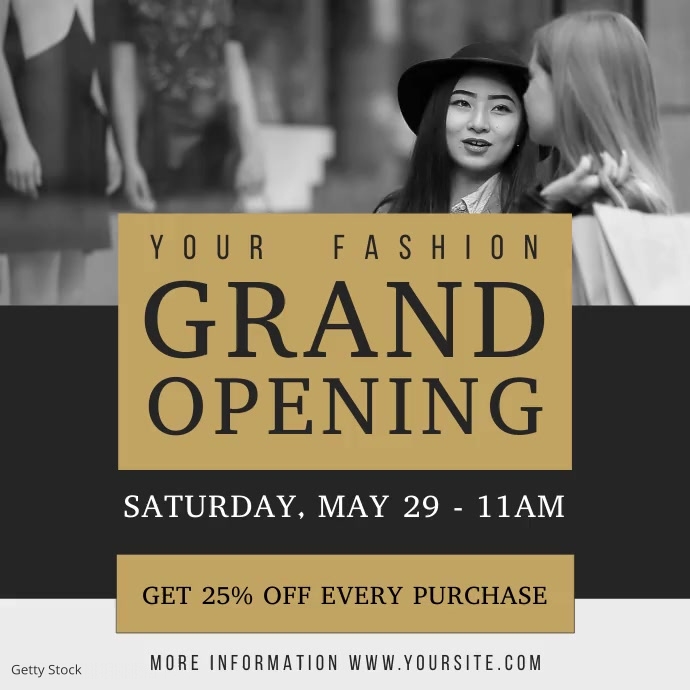 YOUR FASHION
GRAND
OPENING
SATURDAY, MAY 29 - 11AM
GET 25% OFF EVERY PURCHASE
MORE INFORMATION WWW.YOURSITE.COM
Getty Stock